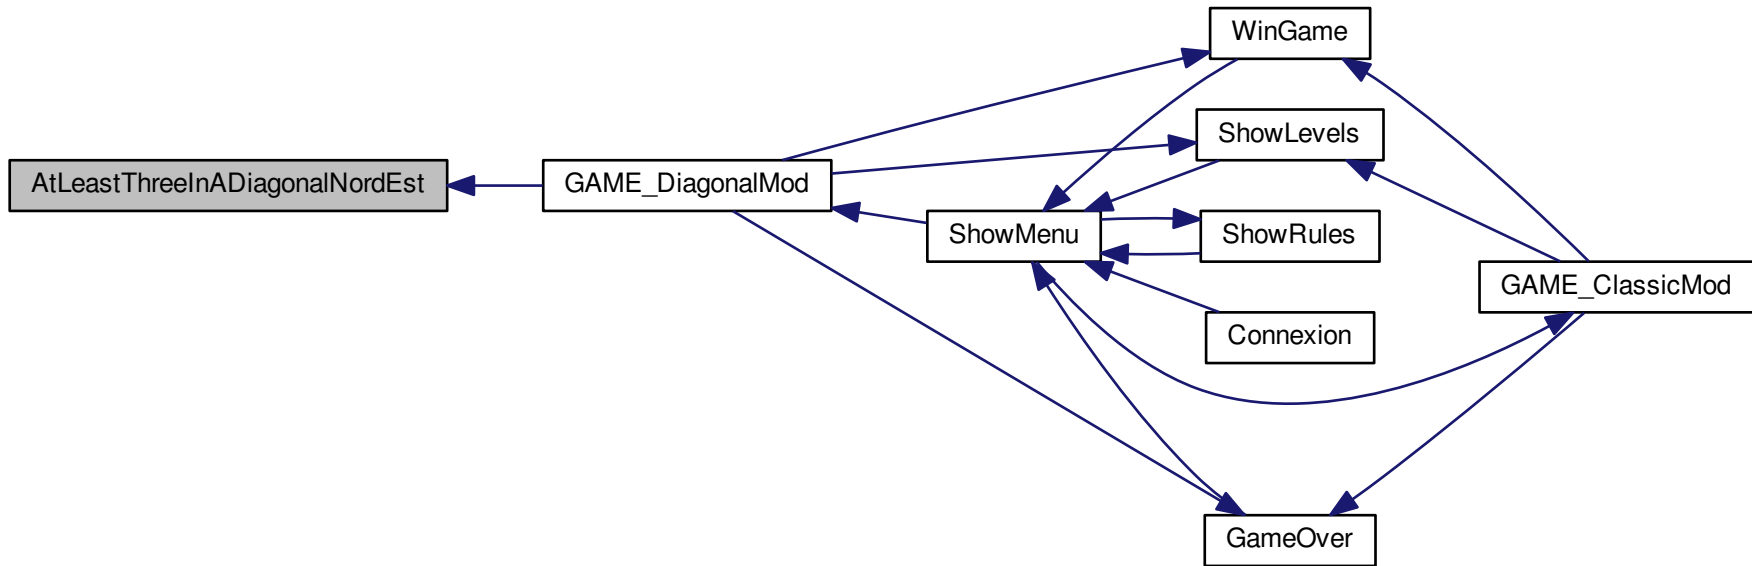 WinGame
ShowLevels
AtLeastThreeInADiagonalNordEst
GAME_DiagonalMod
ShowMenu
ShowRules
GAME_ClassicMod
Connexion
GameOver